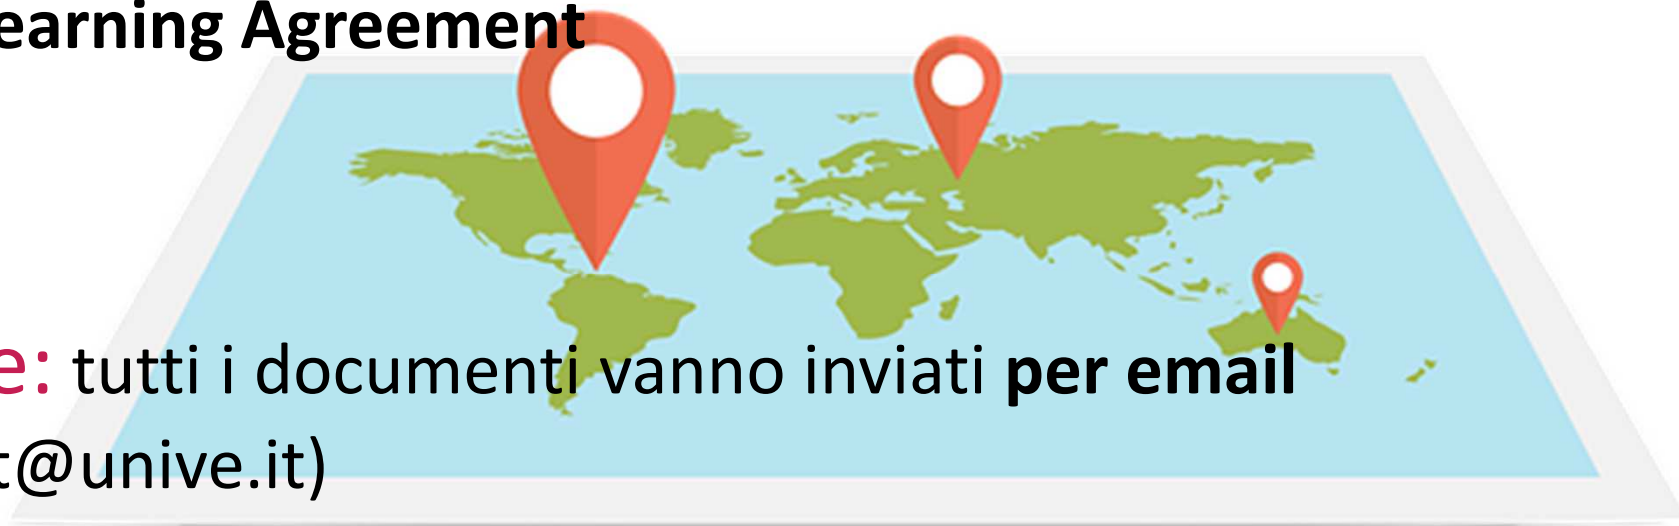 earning Agreement
e: tutti i documenti vanno inviati per email
t@unive.it)